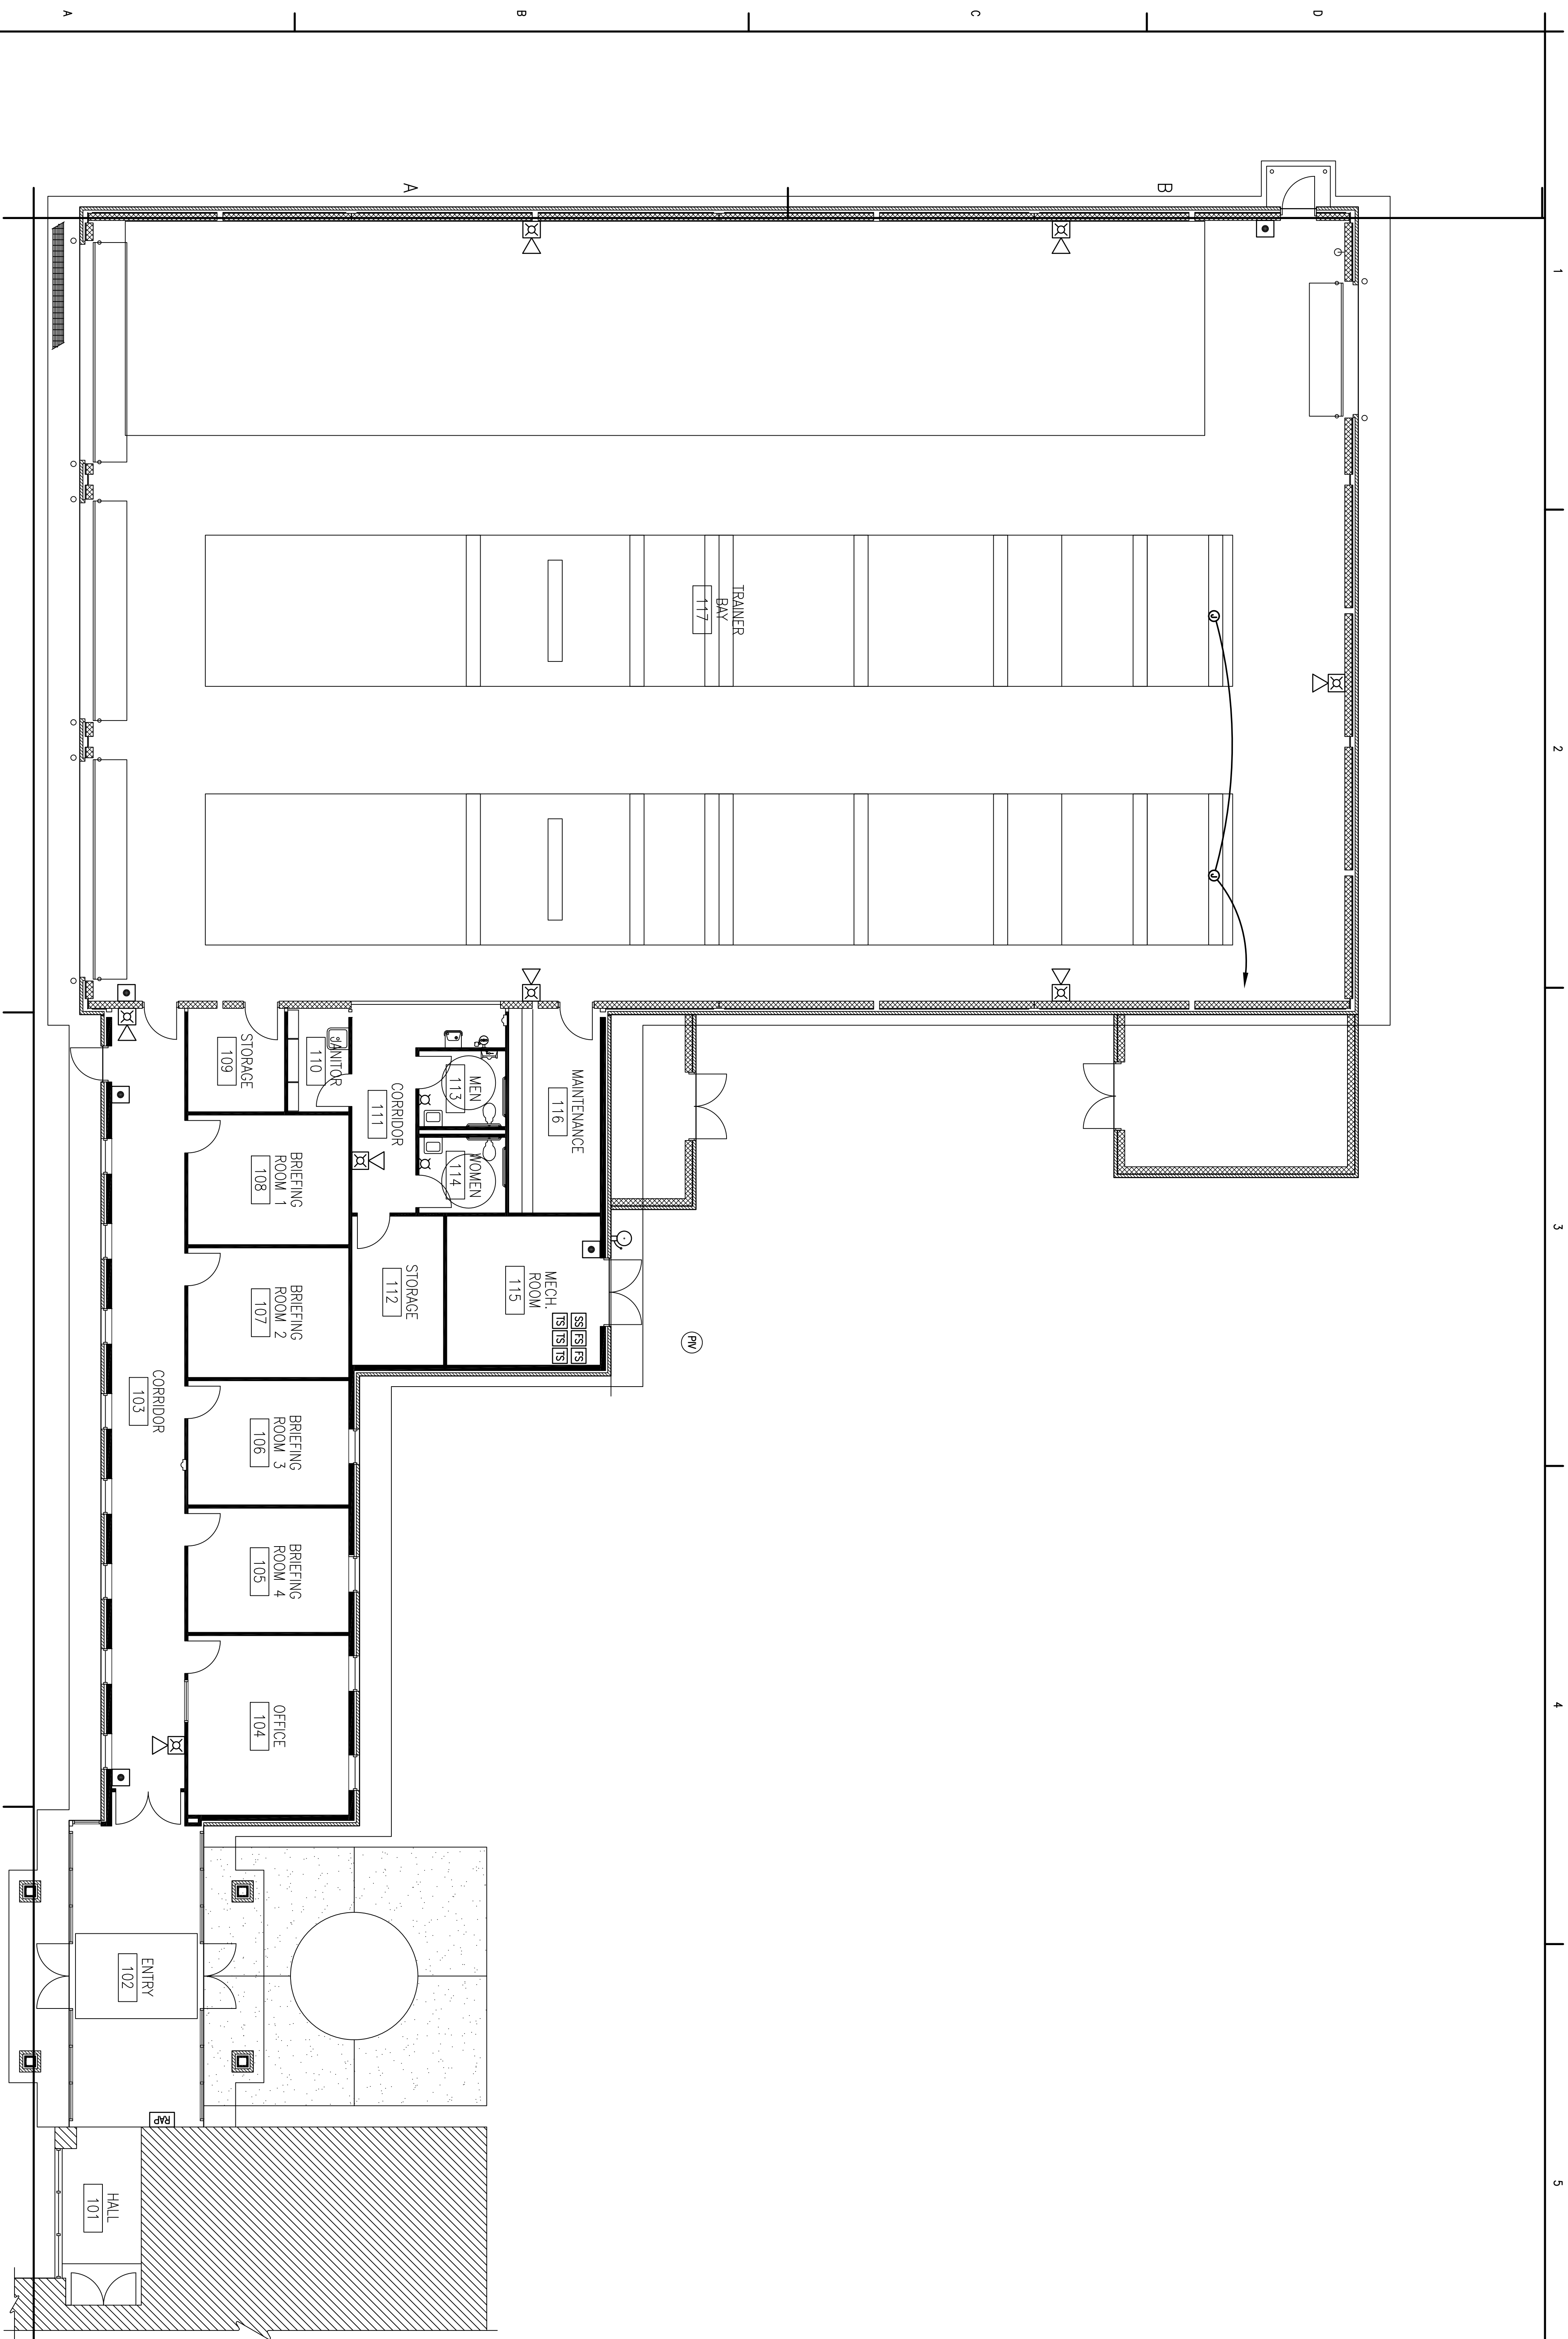 A
B
C
D
1
2
3
4
5
A
B
TRAINER
BAY
117
J
J
STORAGE
109
JANITOR
110
CORRIDOR
111
MEN
113
WOMEN
114
MAINTENANCE
116
BRIEFING
ROOM 1
108
BRIEFING
ROOM 2
107
STORAGE
112
MECH.
ROOM
115
SS FS FS
TS TS TS
PIV
CORRIDOR
103
BRIEFING
ROOM 3
106
BRIEFING
ROOM 4
105
OFFICE
104
ENTRY
102
RAP
HALL
101